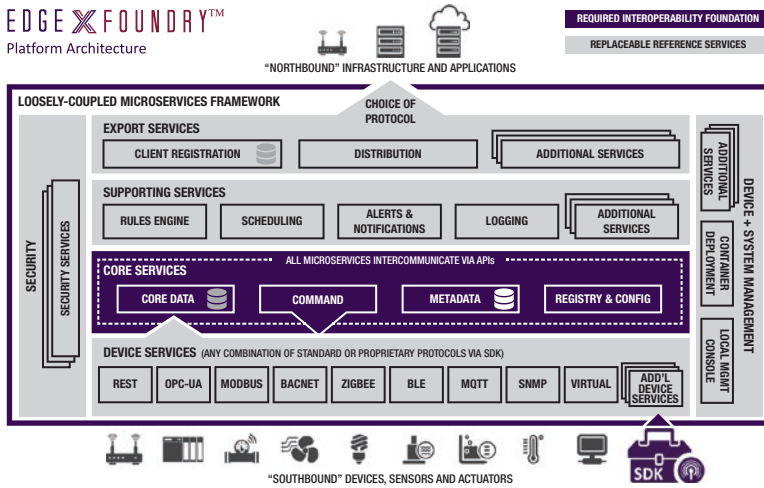 EDGE X FOUNDRY™
Platform Architecture
REQUIRED INTEROPERABILITY FOUNDATION
REPLACEABLE REFERENCE SERVICES
“NORTHBOUND” INFRASTRUCTURE AND APPLICATIONS
LOOSELY-COUPLED MICROSERVICES FRAMEWORK
CHOICE OF
PROTOCOL
EXPORT SERVICES
CLIENT REGISTRATION
DISTRIBUTION
ADDITIONAL SERVICES
SUPPORTING SERVICES
RULES ENGINE
SCHEDULING
ALERTS &
NOTIFICATIONS
LOGGING
ADDITIONAL
SERVICES
ALL MICROSERVICES INTERCOMMUNICATE VIA APIs
CORE SERVICES
CORE DATA
COMMAND
METADATA
REGISTRY & CONFIG
DEVICE SERVICES (ANY COMBINATION OF STANDARD OR PROPRIETARY PROTOCOLS VIA SDK)
REST
OPC-UA
MODBUS
BACNET
ZIGBEE
BLE
MQTT
SNMP
VIRTUAL
ADD'L
DEVICE
SERVICES
SECURITY
SECURITY SERVICES
ADDITIONAL
SERVICES
CONTAINER
DEPLOYMENT
LOCAL MGMT
CONSOLE
DEVICE + SYSTEM MANAGEMENT
SDK
“SOUTHBOUND” DEVICES, SENSORS AND ACTUATORS